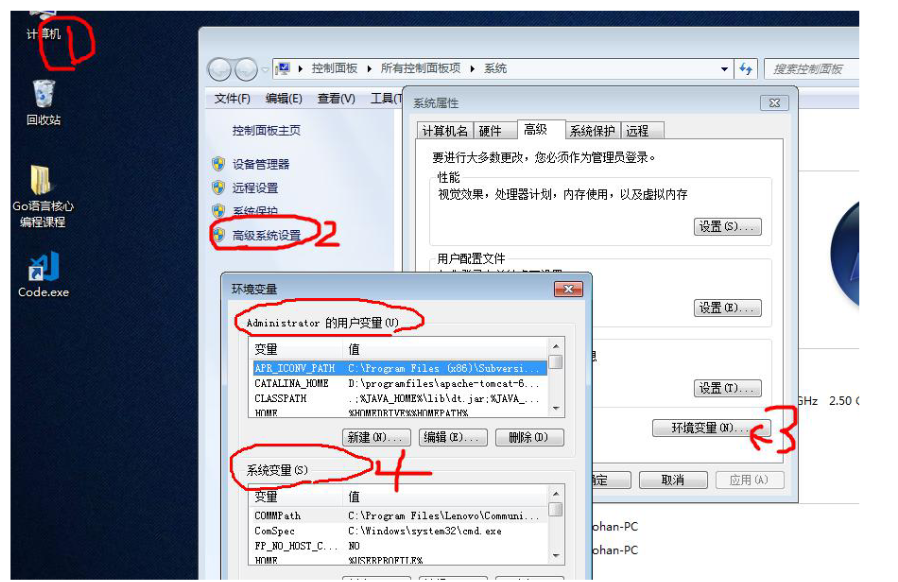 计算机
1
回收站
Go语言核心
编程课程
Code.exe
控制面板 所有控制面板项 系统
搜索控制面板
文件(F) 编辑(E) 查看(V) 工具(T
控制面板主页
设备管理器
远程设置
系统保护
高级系统设置
2
系统属性
计算机名 硬件 高级 系统保护 远程
要进行大多数更改，您必须作为管理员登录。
性能
视觉效果，处理器计划，内存使用，以及虚拟内存
设置(S)...
用户配置文件
设置(E)...
息
设置(T)...
环境变量(N)...
3
定 取消 应用(A)
环境变量
Administrator 的用户变量(U)
变量 值
APR_ICONV_PATH C:\Program Files (x86)\Subversi...
CATALINA_HOME D:\programfiles\apache-tomcat-6...
CLASSPATH .;%JAVA_HOME%\lib\dt.jar;%JAVA_...
HOME %HOMEDRIVE%%HOMEPATH%
新建(N)... 编辑(E)... 删除(D)
系统变量(S)
4
变量 值
COMMPath C:\Program Files\Lenovo\Communi...
ComSpec C:\Windows\system32\cmd.exe
FP_NO_HOST_C... NO
HOME %USERPROFILE%
GHz 2.50
ohan-PC
ohan-PC